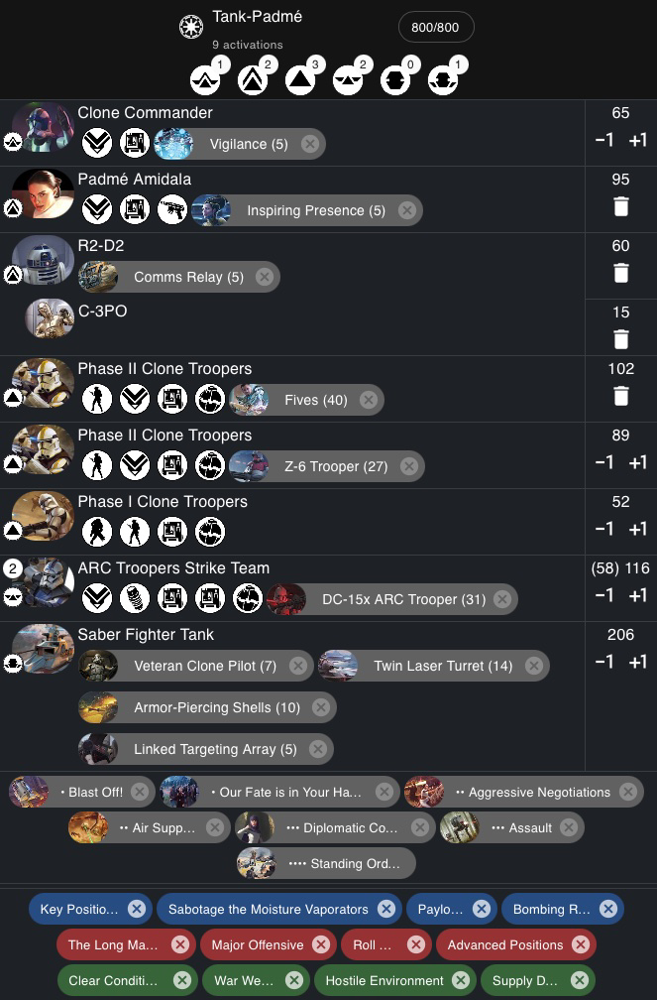 Tank-Padmé
9 activations
800/800
1 2 3 2 0 1
Clone Commander 65
Vigilance (5) −1 +1
Padmé Amidala 95
Inspiring Presence (5)
R2-D2 60
Comms Relay (5)
C-3PO 15
Phase II Clone Troopers 102
Fives (40)
Phase II Clone Troopers 89
Z-6 Trooper (27) −1 +1
Phase I Clone Troopers 52
−1 +1
2 ARC Troopers Strike Team (58) 116
DC-15x ARC Trooper (31) −1 +1
Saber Fighter Tank 206
Veteran Clone Pilot (7) Twin Laser Turret (14) −1 +1
Armor-Piercing Shells (10)
Linked Targeting Array (5)
• Blast Off! • Our Fate is in Your Ha... •• Aggressive Negotiations
•• Air Supp... ••• Diplomatic Co... ••• Assault
•••• Standing Ord...
Key Positio... Sabotage the Moisture Vaporators Paylo... Bombing R...
The Long Ma... Major Offensive Roll ... Advanced Positions
Clear Conditi... War We... Hostile Environment Supply D...